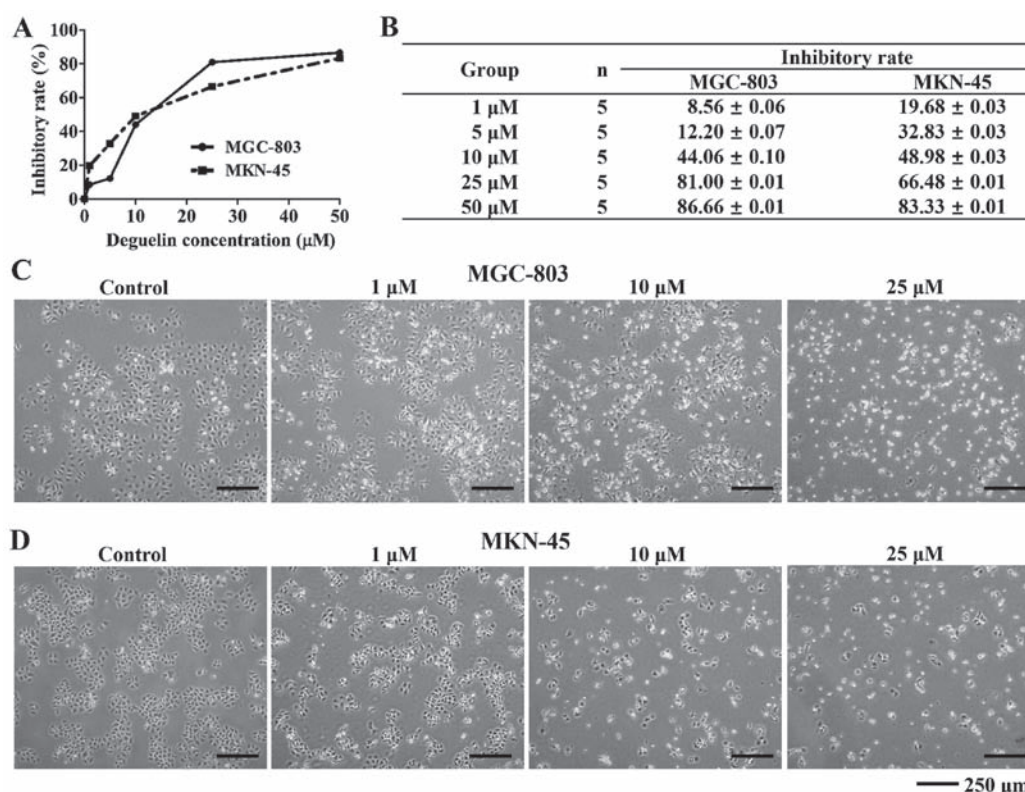 A
Inhibitory rate (%)
100
80
60
40
20
0
MGC-803
MKN-45
0 10 20 30 40 50
Deguelin concentration (μM)
B
Group n Inhibitory rate
MGC-803 MKN-45
1 μM 5 8.56 ± 0.06 19.68 ± 0.03
5 μM 5 12.20 ± 0.07 32.83 ± 0.03
10 μM 5 44.06 ± 0.10 48.98 ± 0.03
25 μM 5 81.00 ± 0.01 66.48 ± 0.01
50 μM 5 86.66 ± 0.01 83.33 ± 0.01
C MGC-803
Control 1 μM 10 μM 25 μM
D MKN-45
Control 1 μM 10 μM 25 μM
250 μm